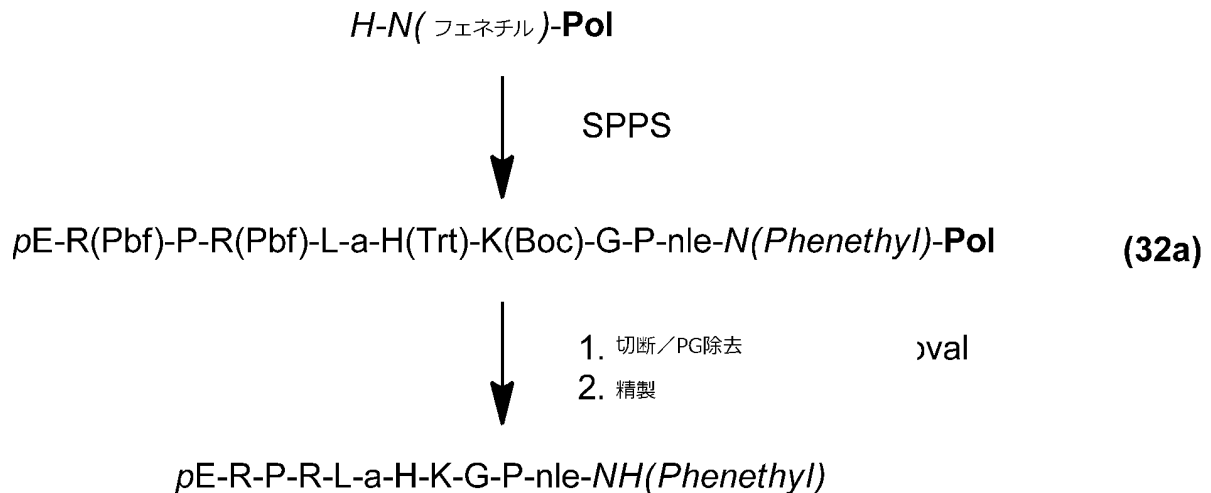 H-N( フェネチル )-Pol
SPPS
pE-R(Pbf)-P-R(Pbf)-L-a-H(Trt)-K(Boc)-G-P-nle-N(Phenethyl)-Pol (32a)
1. 切断／PG除去 oval
2. 精製
pE-R-P-R-L-a-H-K-G-P-nle-NH(Phenethyl)